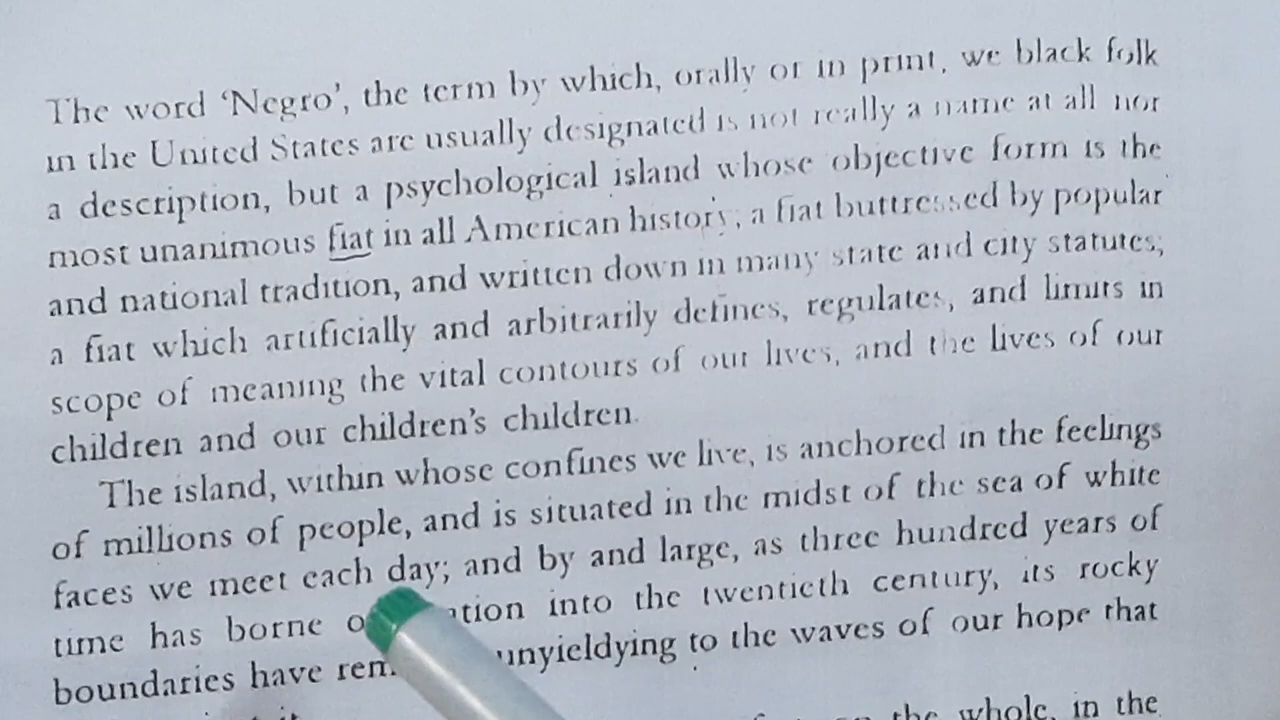 The word ‘Negro’, the term by which, orally or in print, we black folk
in the United States are usually designated is not really a name at all nor
a description, but a psychological island whose objective form is the
most unanimous fiat in all American history; a fiat buttressed by popular
and national tradition, and written down in many state and city statutes;
a fiat which artificially and arbitrarily defines, regulates, and limits in
scope of meaning the vital contours of our lives, and the lives of our
children and our children’s children.
The island, within whose confines we live, is anchored in the feelings
of millions of people, and is situated in the midst of the sea of white
faces we meet each day; and by and large, as three hundred years of
time has borne into the twentieth century, its rocky
boundaries have unyieldying to the waves of our hope that
the whole, in the